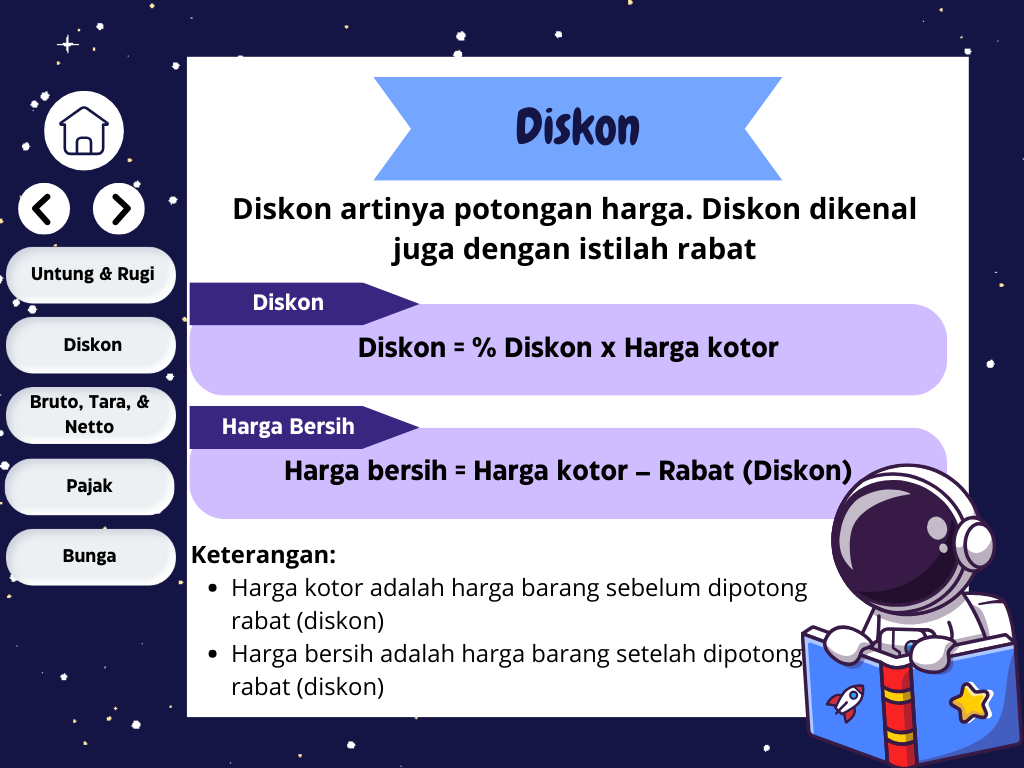 Diskon
Diskon artinya potongan harga. Diskon dikenal
juga dengan istilah rabat
Untung & Rugi
Diskon
Bruto, Tara, &
Netto
Pajak
Bunga
Diskon
Diskon = % Diskon x Harga kotor
Harga Bersih
Harga bersih = Harga kotor – Rabat (Diskon)
Keterangan:
• Harga kotor adalah harga barang sebelum dipotong
rabat (diskon)
• Harga bersih adalah harga barang setelah dipotong
rabat (diskon)